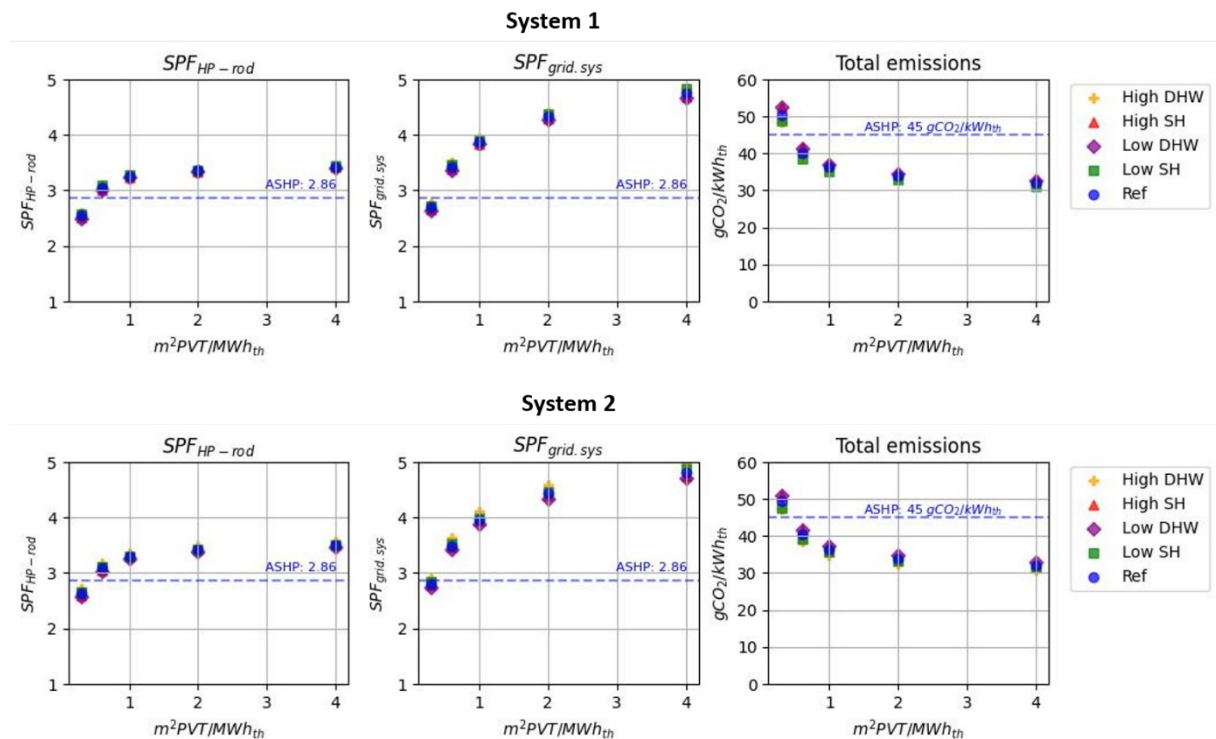 System 1
SPF_HP-rod
SPF_HP-rod
5
4
3
2
1
ASHP: 2.86
1 2 3 4
m²PVT/MWh_th
SPF_grid.sys
SPF_grid.sys
5
4
3
2
1
ASHP: 2.86
1 2 3 4
m²PVT/MWh_th
Total emissions
gCO₂/kWh_th
60
50
40
30
20
10
0
ASHP: 45 gCO₂/kWh_th
1 2 3 4
m²PVT/MWh_th
High DHW
High SH
Low DHW
Low SH
Ref
System 2
SPF_HP-rod
SPF_HP-rod
5
4
3
2
1
ASHP: 2.86
1 2 3 4
m²PVT/MWh_th
SPF_grid.sys
SPF_grid.sys
5
4
3
2
1
ASHP: 2.86
1 2 3 4
m²PVT/MWh_th
Total emissions
gCO₂/kWh_th
60
50
40
30
20
10
0
ASHP: 45 gCO₂/kWh_th
1 2 3 4
m²PVT/MWh_th
High DHW
High SH
Low DHW
Low SH
Ref